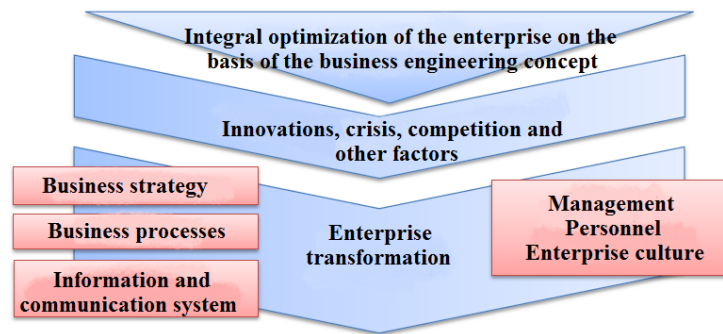 Integral optimization of the enterprise on the
basis of the business engineering concept
Innovations, crisis, competition and
other factors
Business strategy
Business processes
Information and
communication system
Enterprise
transformation
Management
Personnel
Enterprise culture